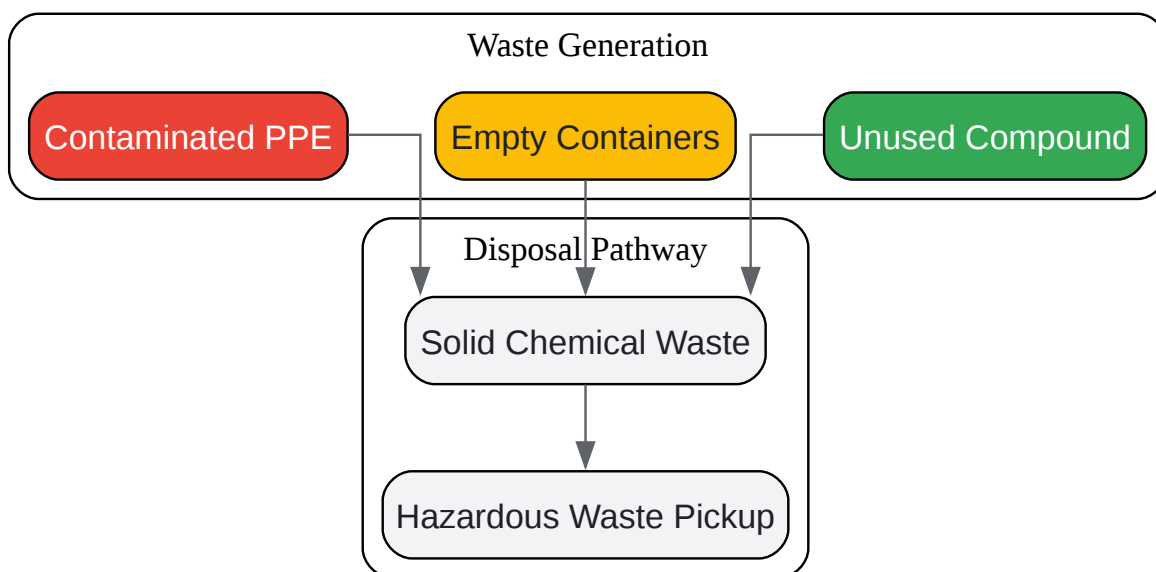 Waste Generation
Contaminated PPE
Empty Containers
Unused Compound
Disposal Pathway
Solid Chemical Waste
Hazardous Waste Pickup